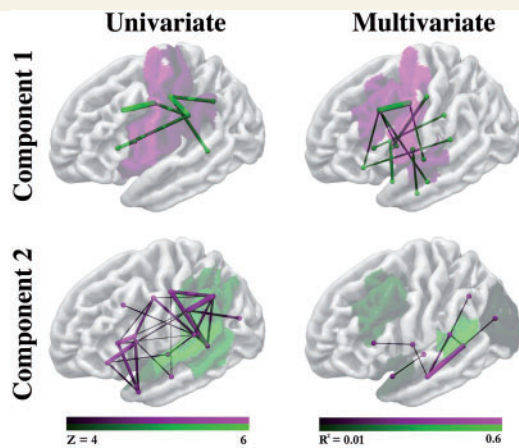 Univariate Multivariate
Component 1
Component 2
Z = 4 6 R² = 0.01 0.6